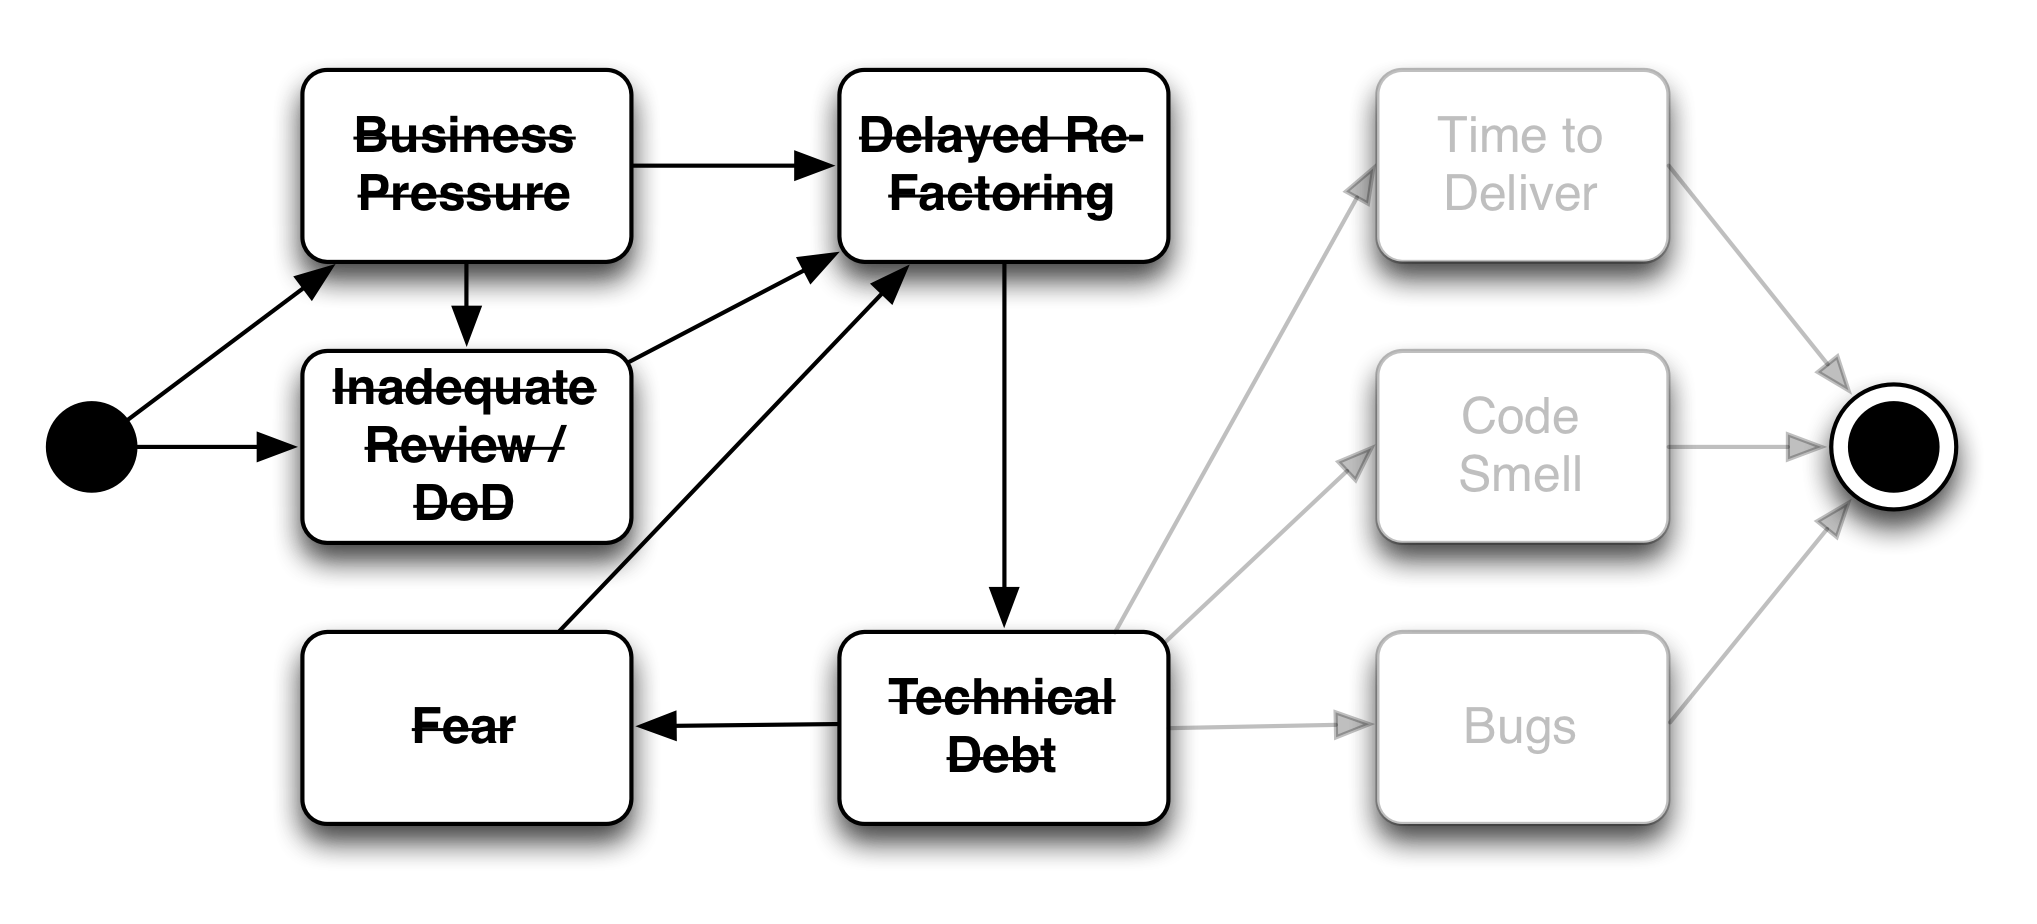 Business
Pressure
Delayed Re-
Factoring
Time to
Deliver
Inadequate
Review /
DoD
Code
Smell
Fear
Technical
Debt
Bugs